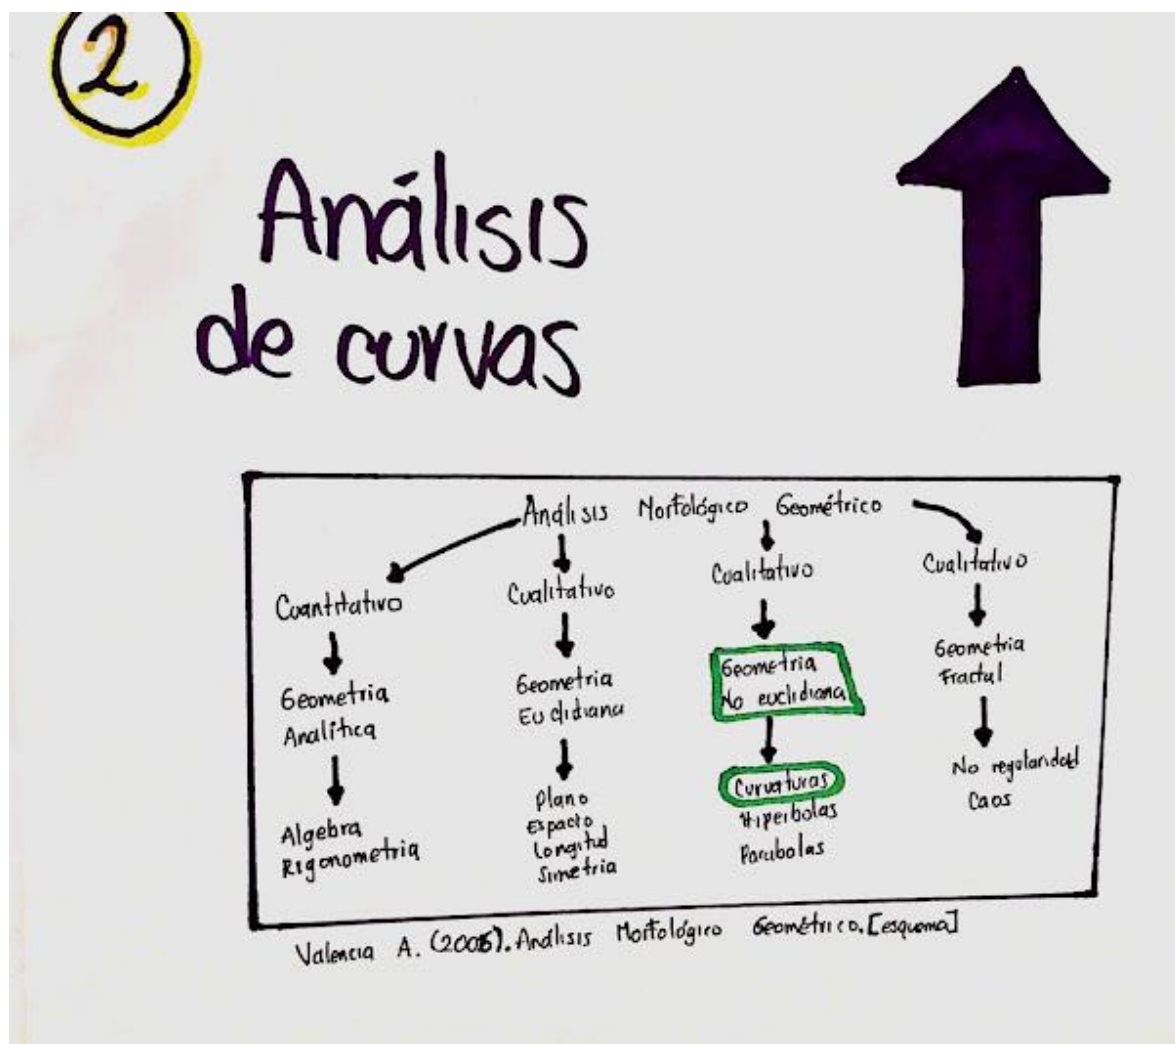 2
Análisis
de curvas
Análisis Morfológico Geométrico
Cuantitativo
Geometria
Analítica
Algebra
Rigonometria
Cualitativo
Geometria
Euclidiana
Plano
Espacio
Longitud
Simetria
Cualitativo
Geometria
No euclidiana
Curvaturas
Hiperbolas
Parabolas
Cualitativo
Geometria
Fractal
No regularidad
Caos
Valencia A. Análisis Morfológico Geométrico. [esquema]